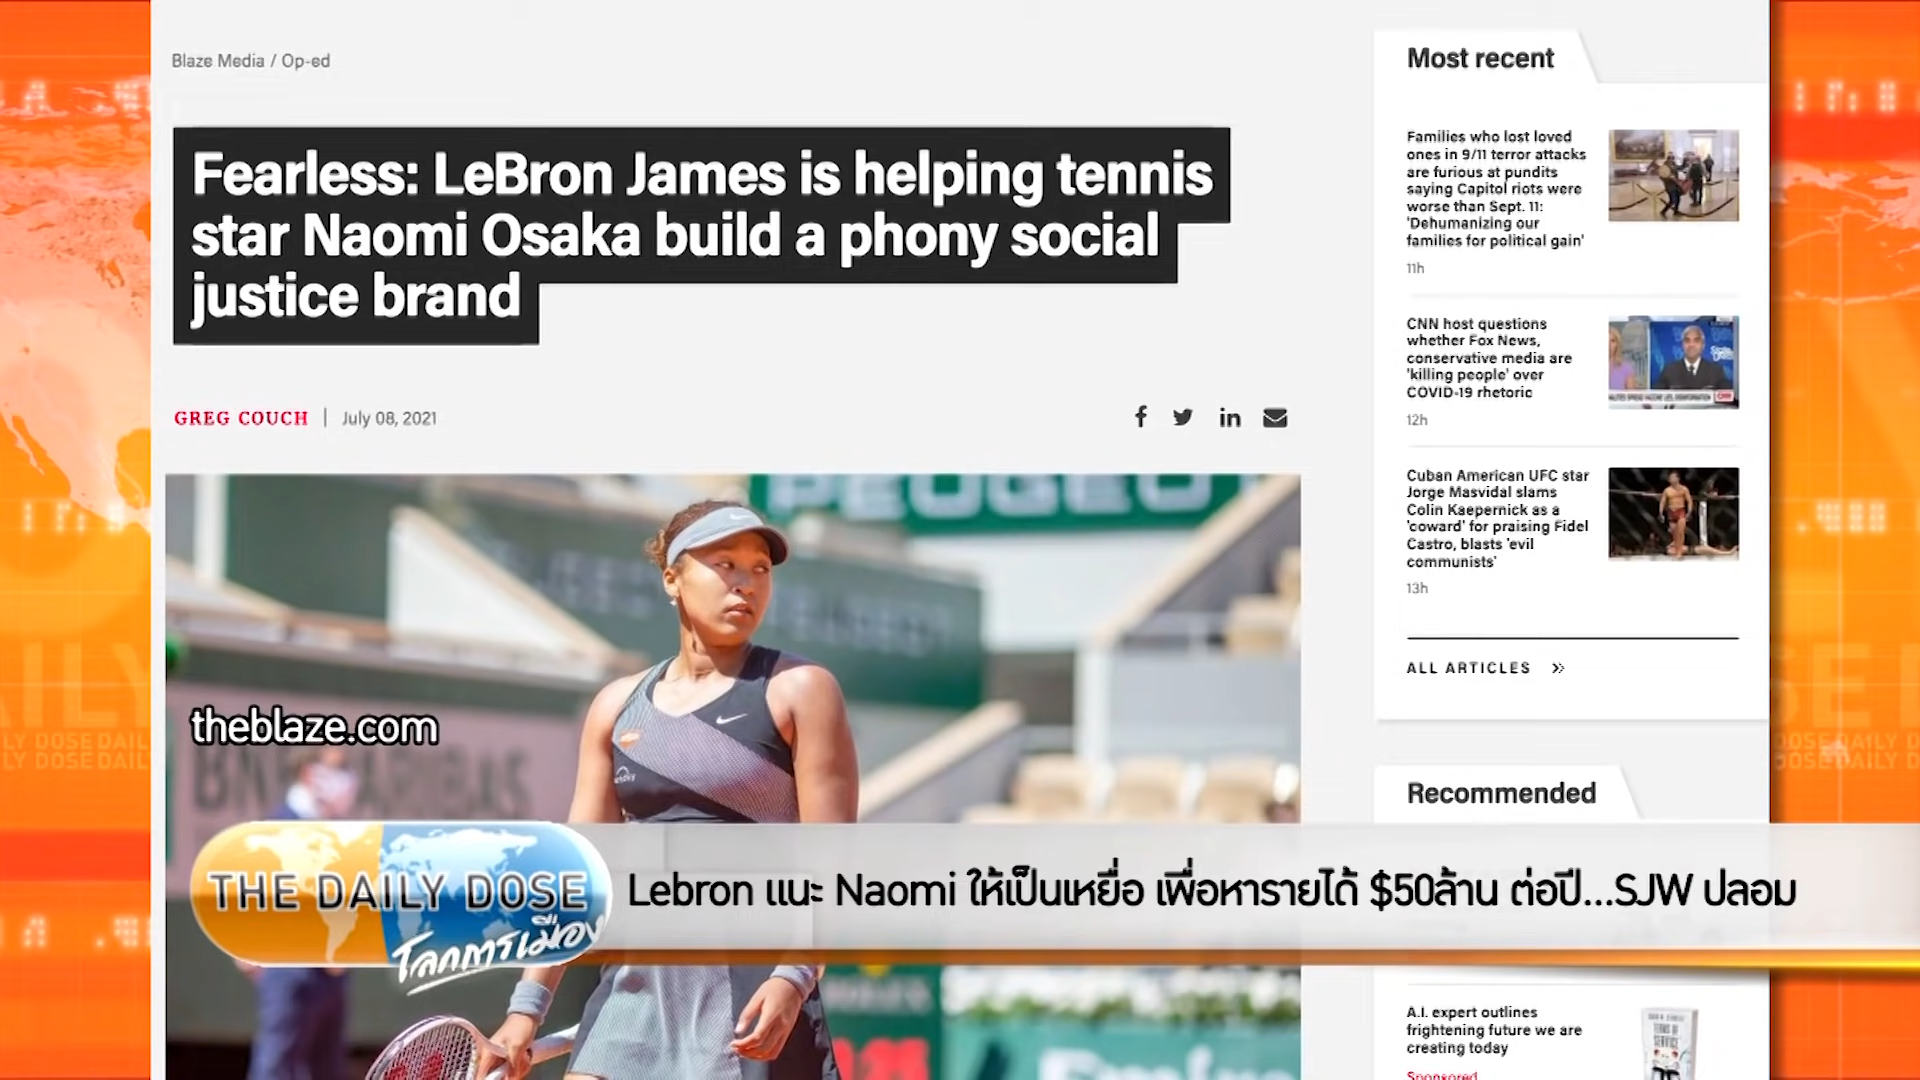 Blaze Media / Op-ed
Fearless: LeBron James is helping tennis
star Naomi Osaka build a phony social
justice brand
GREG COUCH | July 08, 2021
PEUGEOT
theblaze.com
BNP PARIBAS
Most recent
Families who lost loved
ones in 9/11 terror attacks
are furious at pundits
saying Capitol riots were
worse than Sept. 11:
'Dehumanizing our
families for political gain'
11h
CNN host questions
whether Fox News,
conservative media are
'killing people' over
COVID-19 rhetoric
12h
Cuban American UFC star
Jorge Masvidal slams
Colin Kaepernick as a
'coward' for praising Fidel
Castro, blasts 'evil
communists'
13h
ALL ARTICLES
Recommended
THE DAILY DOSE
โลกการเมือง
Lebron แนะ Naomi ให้เป็นเหยื่อ เพื่อหารายได้ $50ล้าน ต่อปี...SJW ปลอม
A.I. expert outlines
frightening future we are
creating today
Sponsored